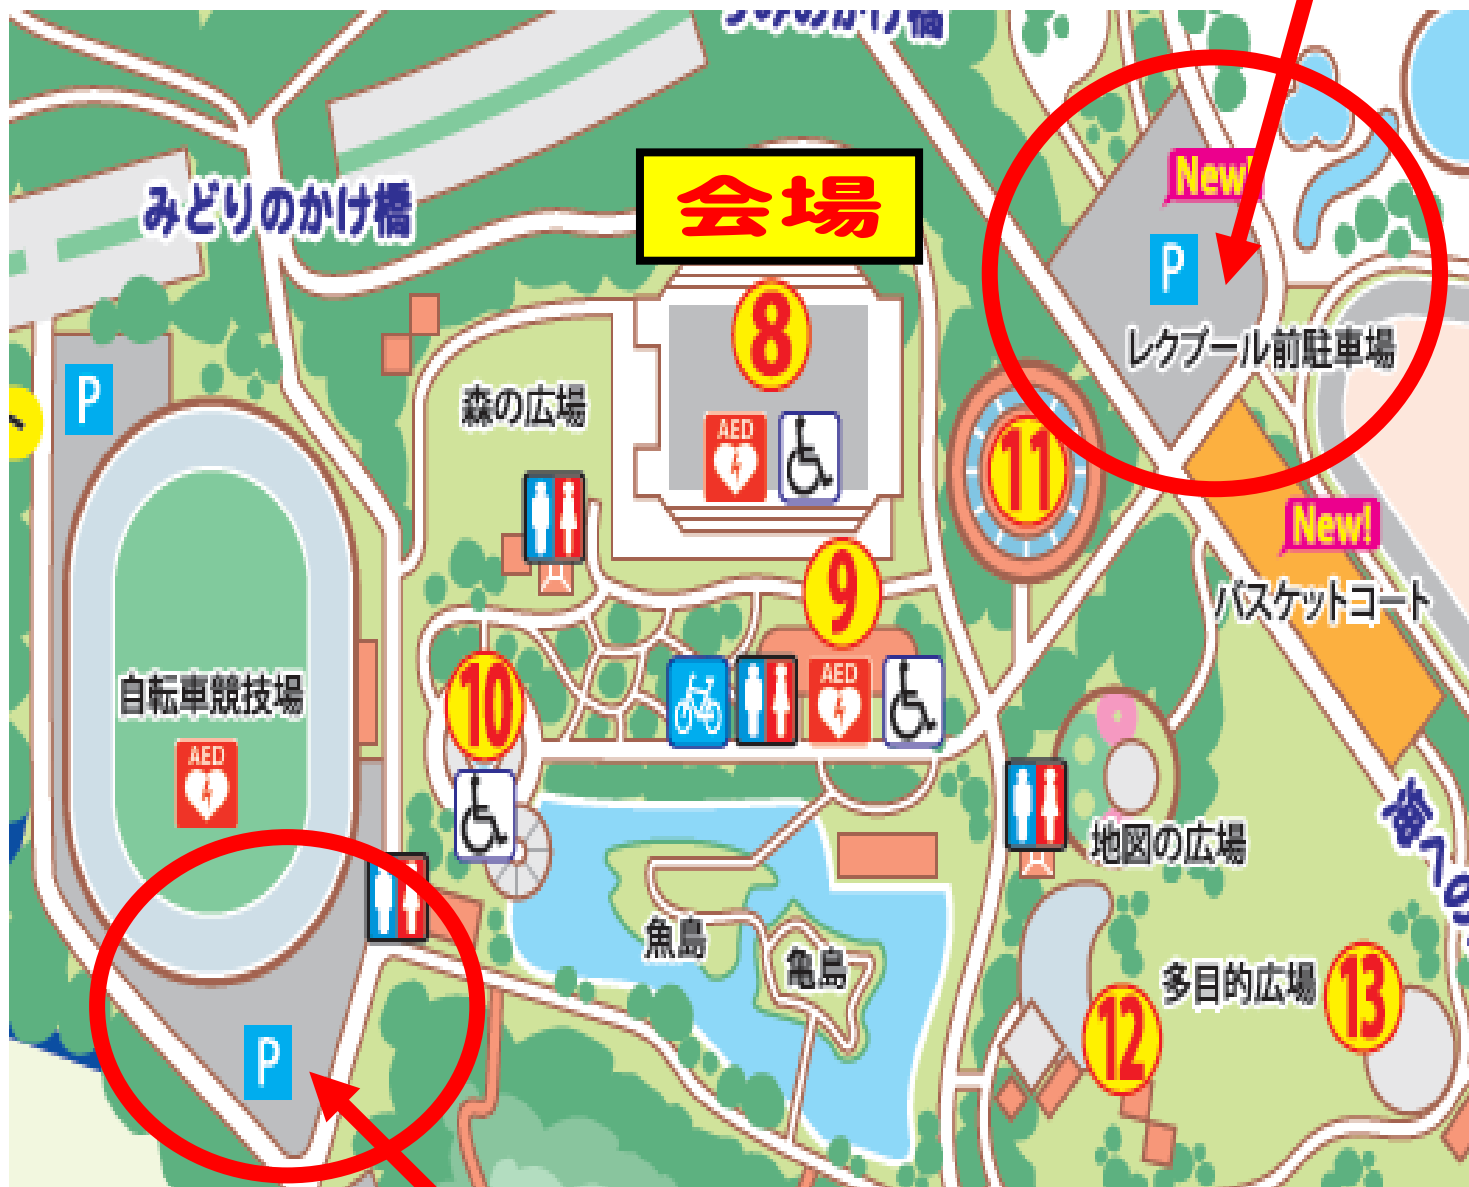 みどりのかけ橋
会場
New!
P
レクプール前駐車場
8
P
森の広場
AED
11
New!
バスケットコート
9
自転車競技場
AED
10
AED
地図の広場
魚島
亀島
多目的広場
13
12
P